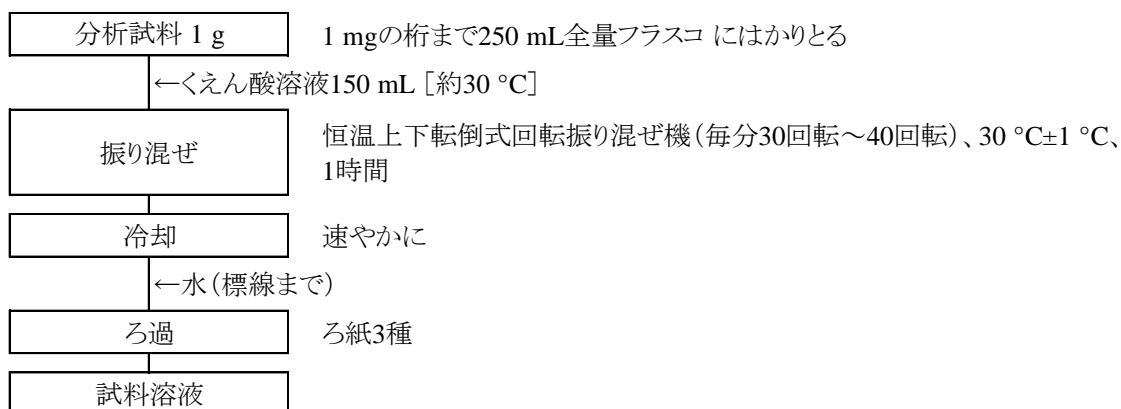 分析試料 1 g
1 mgの桁まで250 mL全量フラスコ にはかりとる
←くえん酸溶液150 mL [約30 °C]
振り混ぜ
恒温上下転倒式回転振り混ぜ機(毎分30回転~40回転)、30 °C±1 °C、
1時間
冷却
速やかに
←水(標線まで)
ろ過
ろ紙3種
試料溶液